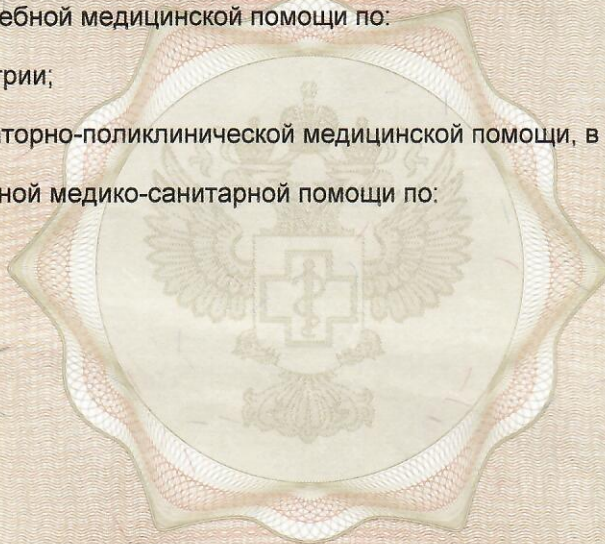 ебной медицинской помощи по:
трии;
торно-поликлинической медицинской помощи, в
ной медико-санитарной помощи по: